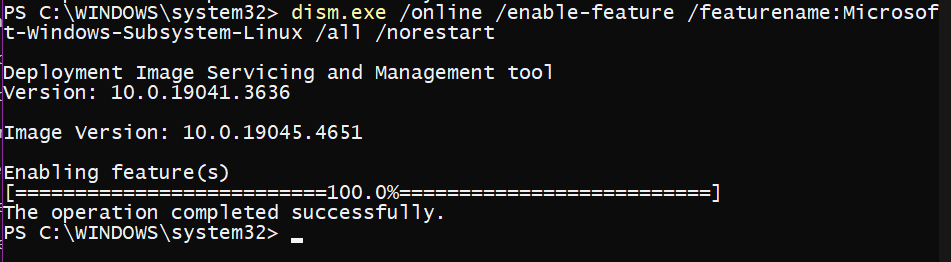 PS C:\WINDOWS\system32> dism.exe /online /enable-feature /featurename:Microsof
t-Windows-Subsystem-Linux /all /norestart
Deployment Image Servicing and Management tool
Version: 10.0.19041.3636
Image Version: 10.0.19045.4651
Enabling feature(s)
[==========================100.0%==========================]
The operation completed successfully.
PS C:\WINDOWS\system32>